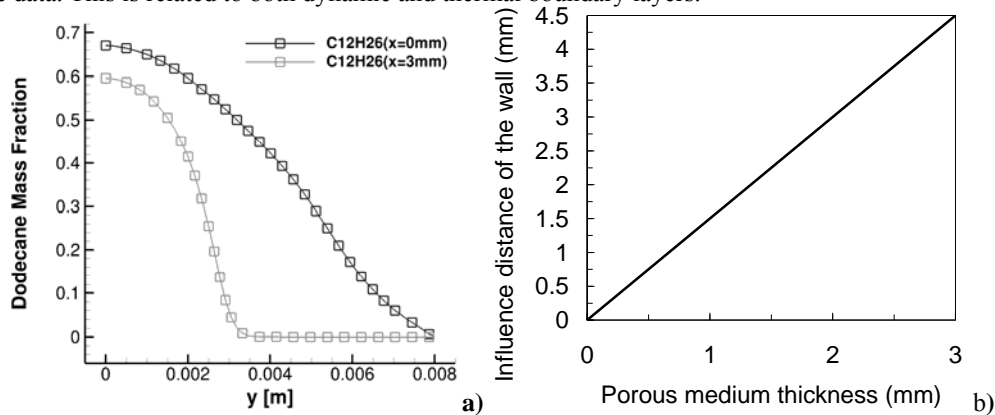 data. This is related to both dynamic and thermal boundary layers.
C12H26(x=0mm)
C12H26(x=3mm)
Dodecane Mass Fraction
0.7
0.6
0.5
0.4
0.3
0.2
0.1
0
0 0.002 0.004 0.006 0.008
y [m]
a)
Influence distance of the wall (mm)
4.5
4
3.5
3
2.5
2
1.5
1
0.5
0
0 1 2 3
Porous medium thickness (mm)
b)